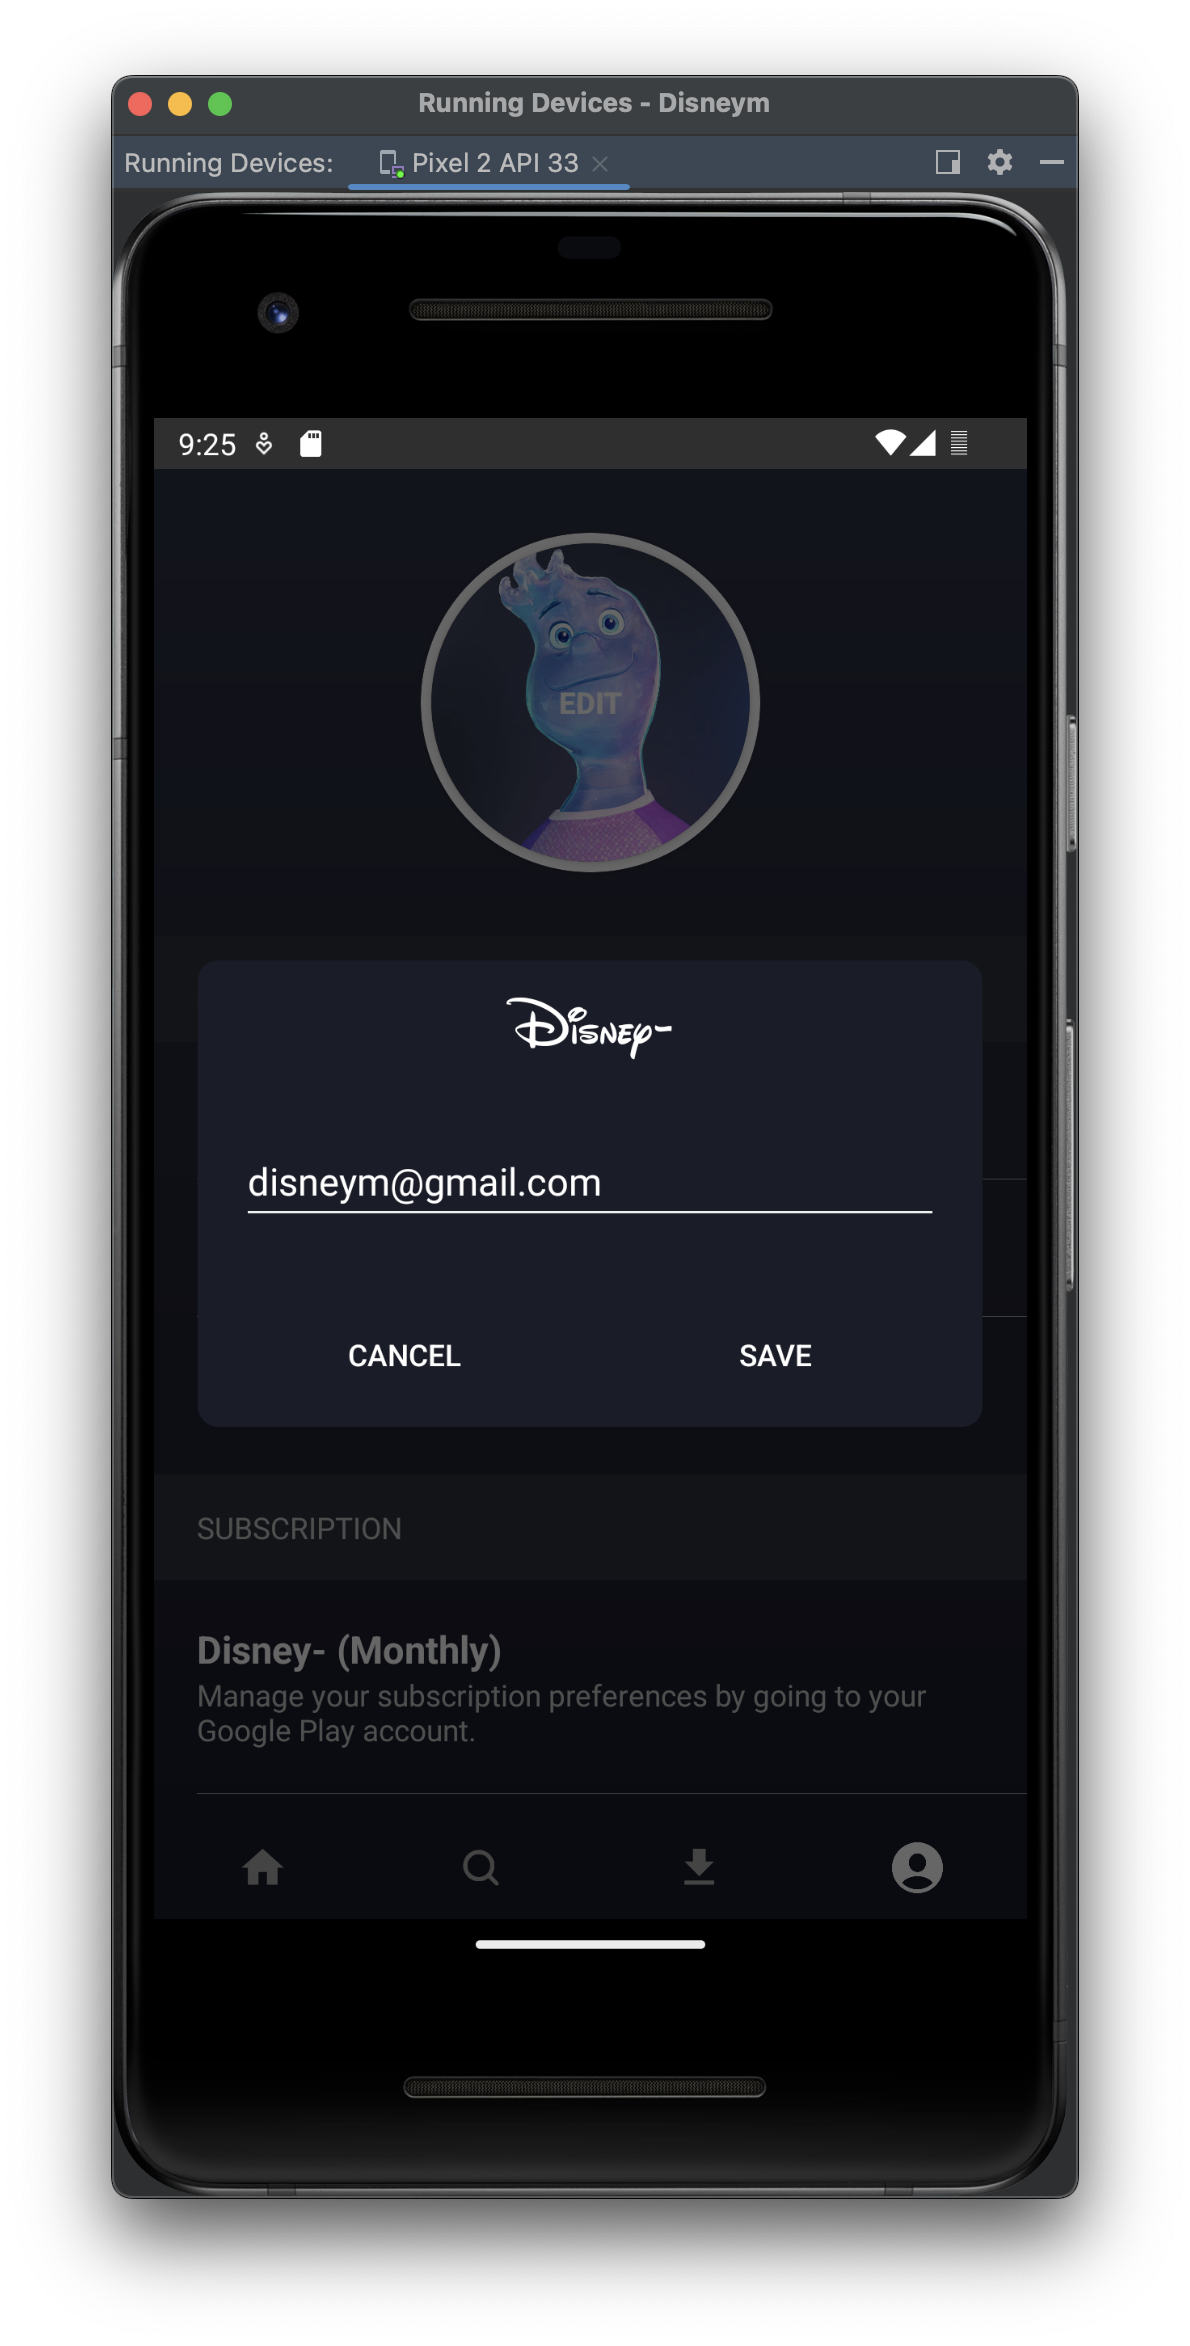 Running Devices - Disneym
Running Devices:
Pixel 2 API 33
9:25
EDIT
Disney-
disneym@gmail.com
CANCEL
SAVE
SUBSCRIPTION
Disney- (Monthly)
Manage your subscription preferences by going to your
Google Play account.